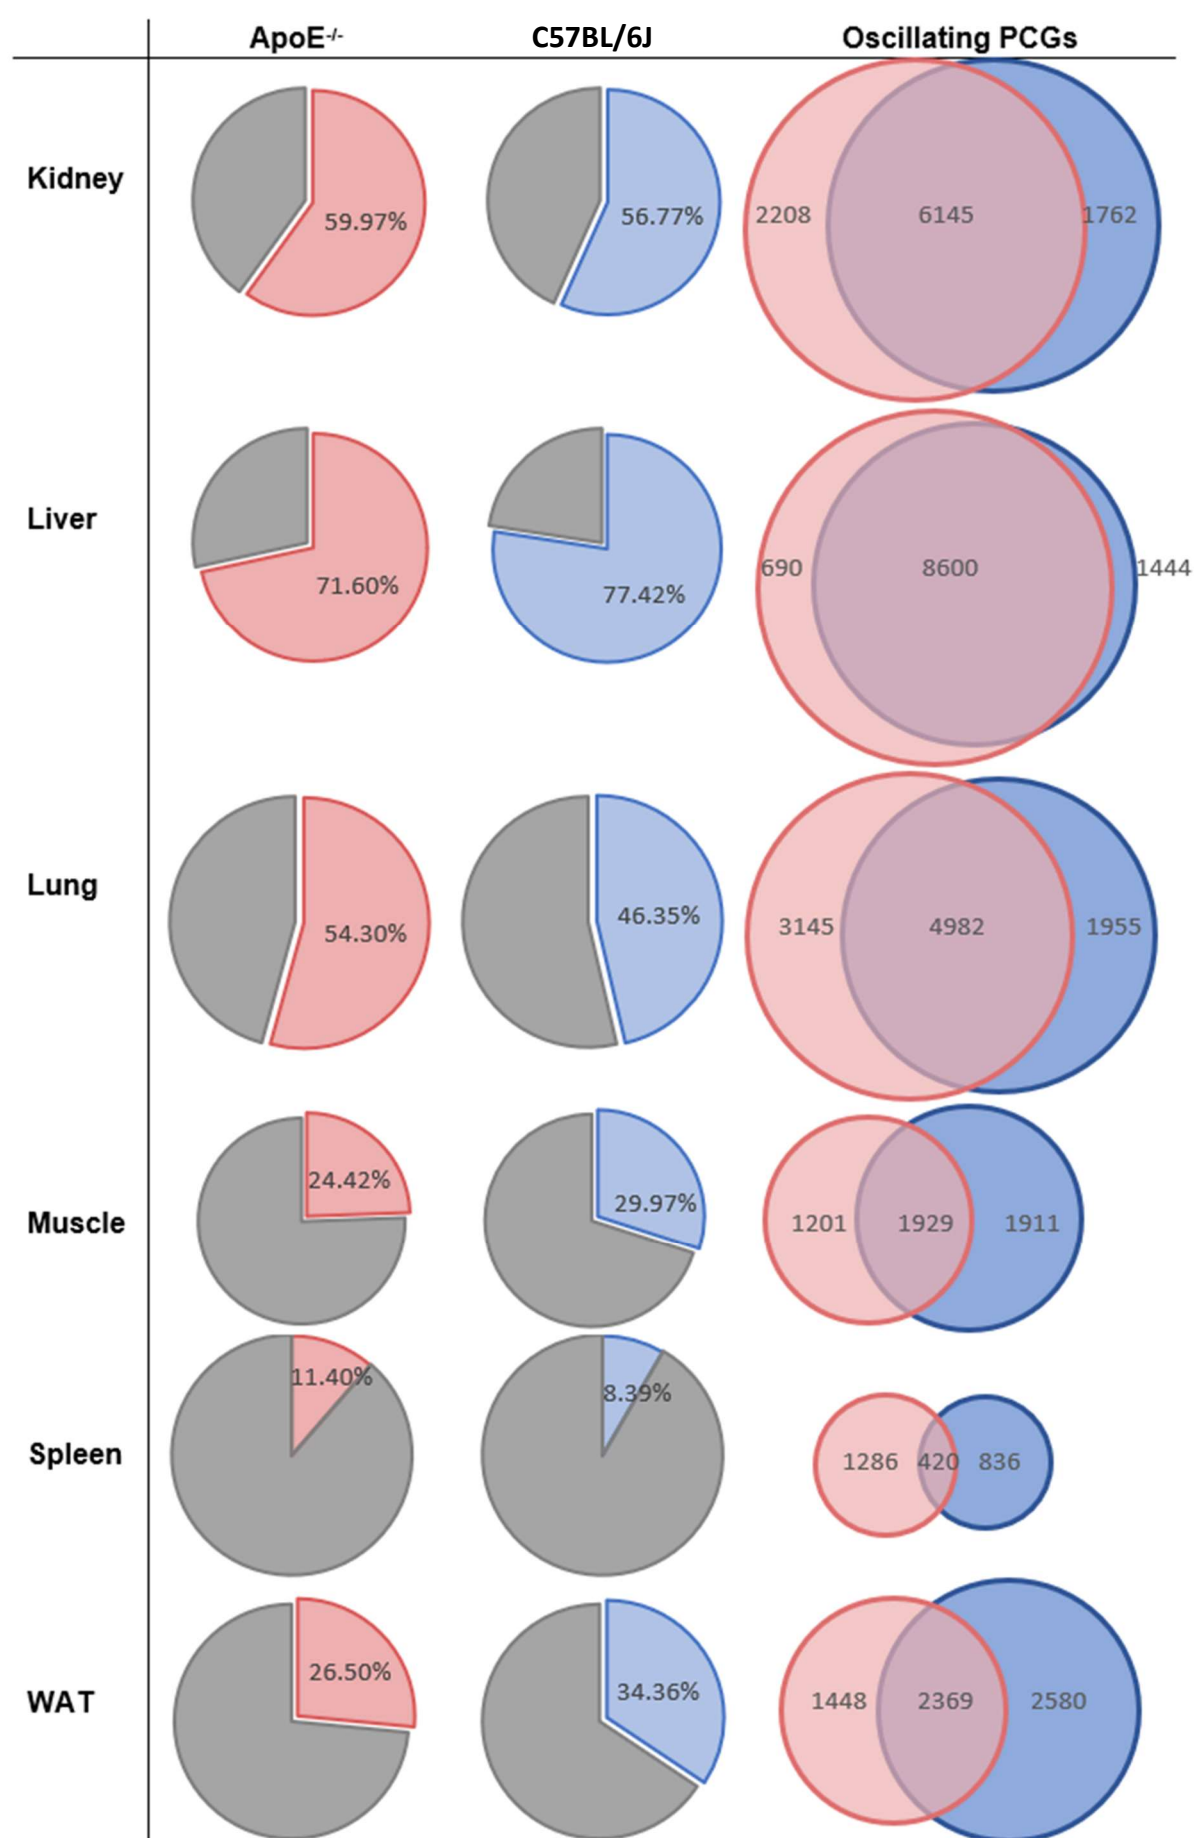 ApoE-/- C57BL/6J Oscillating PCGs
Kidney 59.97% 56.77% 2208 6145 1762
Liver 71.60% 77.42% 690 8600 1444
Lung 54.30% 46.35% 3145 4982 1955
Muscle 24.42% 29.97% 1201 1929 1911
Spleen 11.40% 8.39% 1286 420 836
WAT 26.50% 34.36% 1448 2369 2580